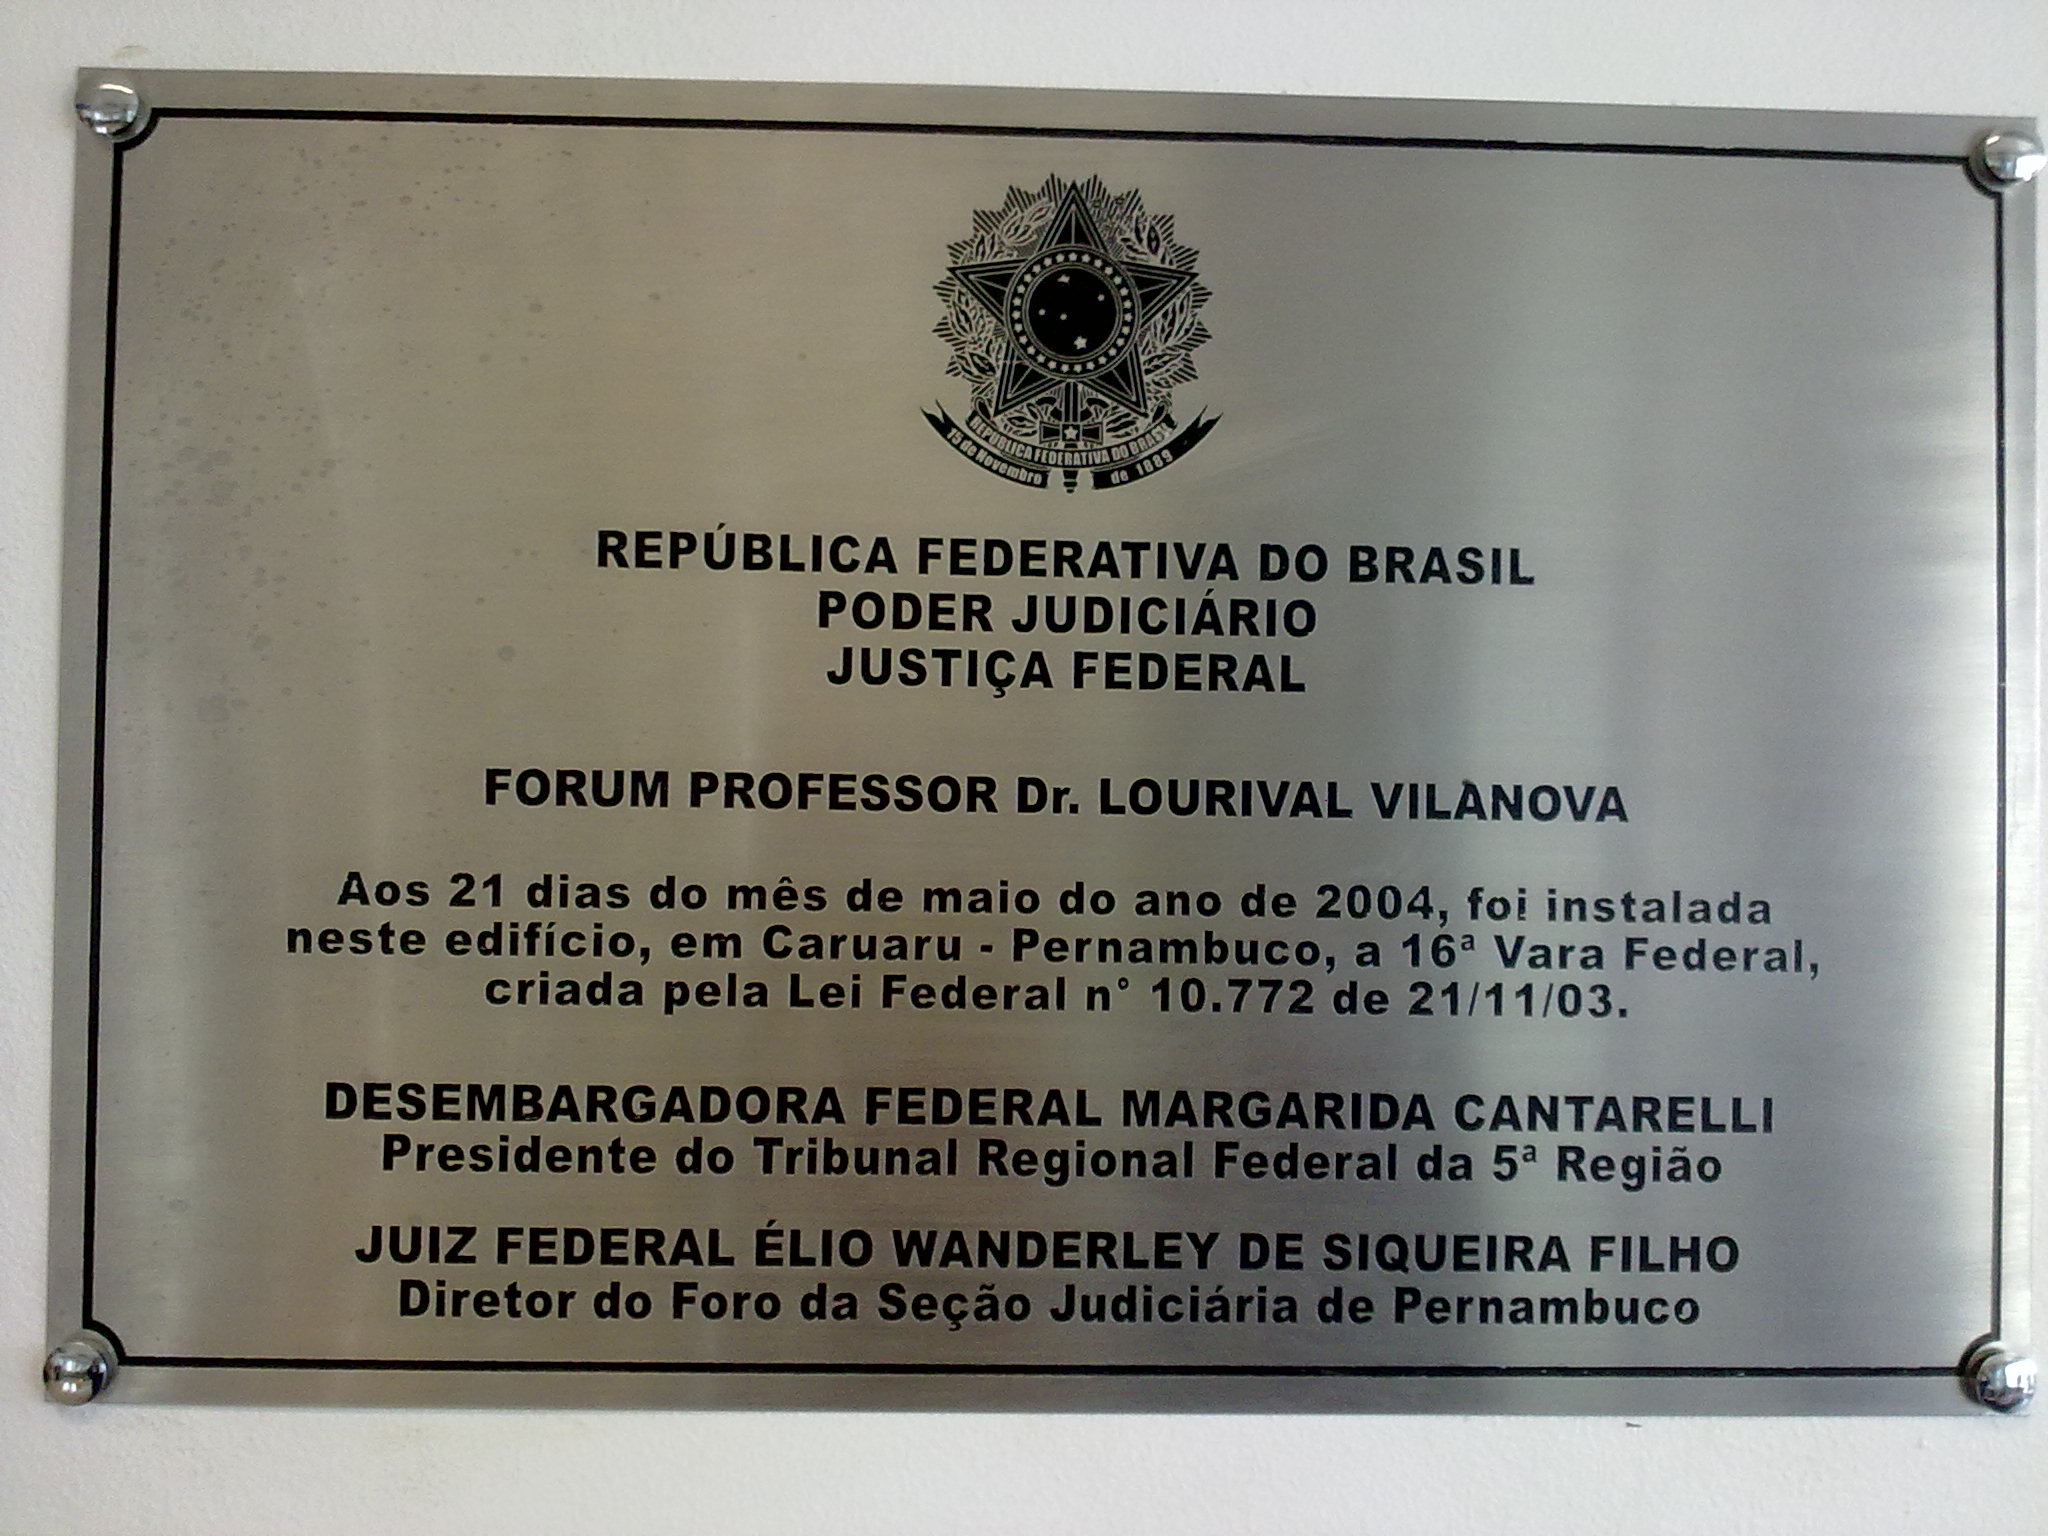 REPÚBLICA FEDERATIVA DO BRASIL
15 de Novembro de 1889
REPÚBLICA FEDERATIVA DO BRASIL
PODER JUDICIÁRIO
JUSTIÇA FEDERAL
FORUM PROFESSOR Dr. LOURIVAL VILANOVA
Aos 21 dias do mês de maio do ano de 2004, foi instalada
neste edifício, em Caruaru - Pernambuco, a 16ª Vara Federal,
criada pela Lei Federal n° 10.772 de 21/11/03.
DESEMBARGADORA FEDERAL MARGARIDA CANTARELLI
Presidente do Tribunal Regional Federal da 5ª Região
JUIZ FEDERAL ÉLIO WANDERLEY DE SIQUEIRA FILHO
Diretor do Foro da Seção Judiciária de Pernambuco